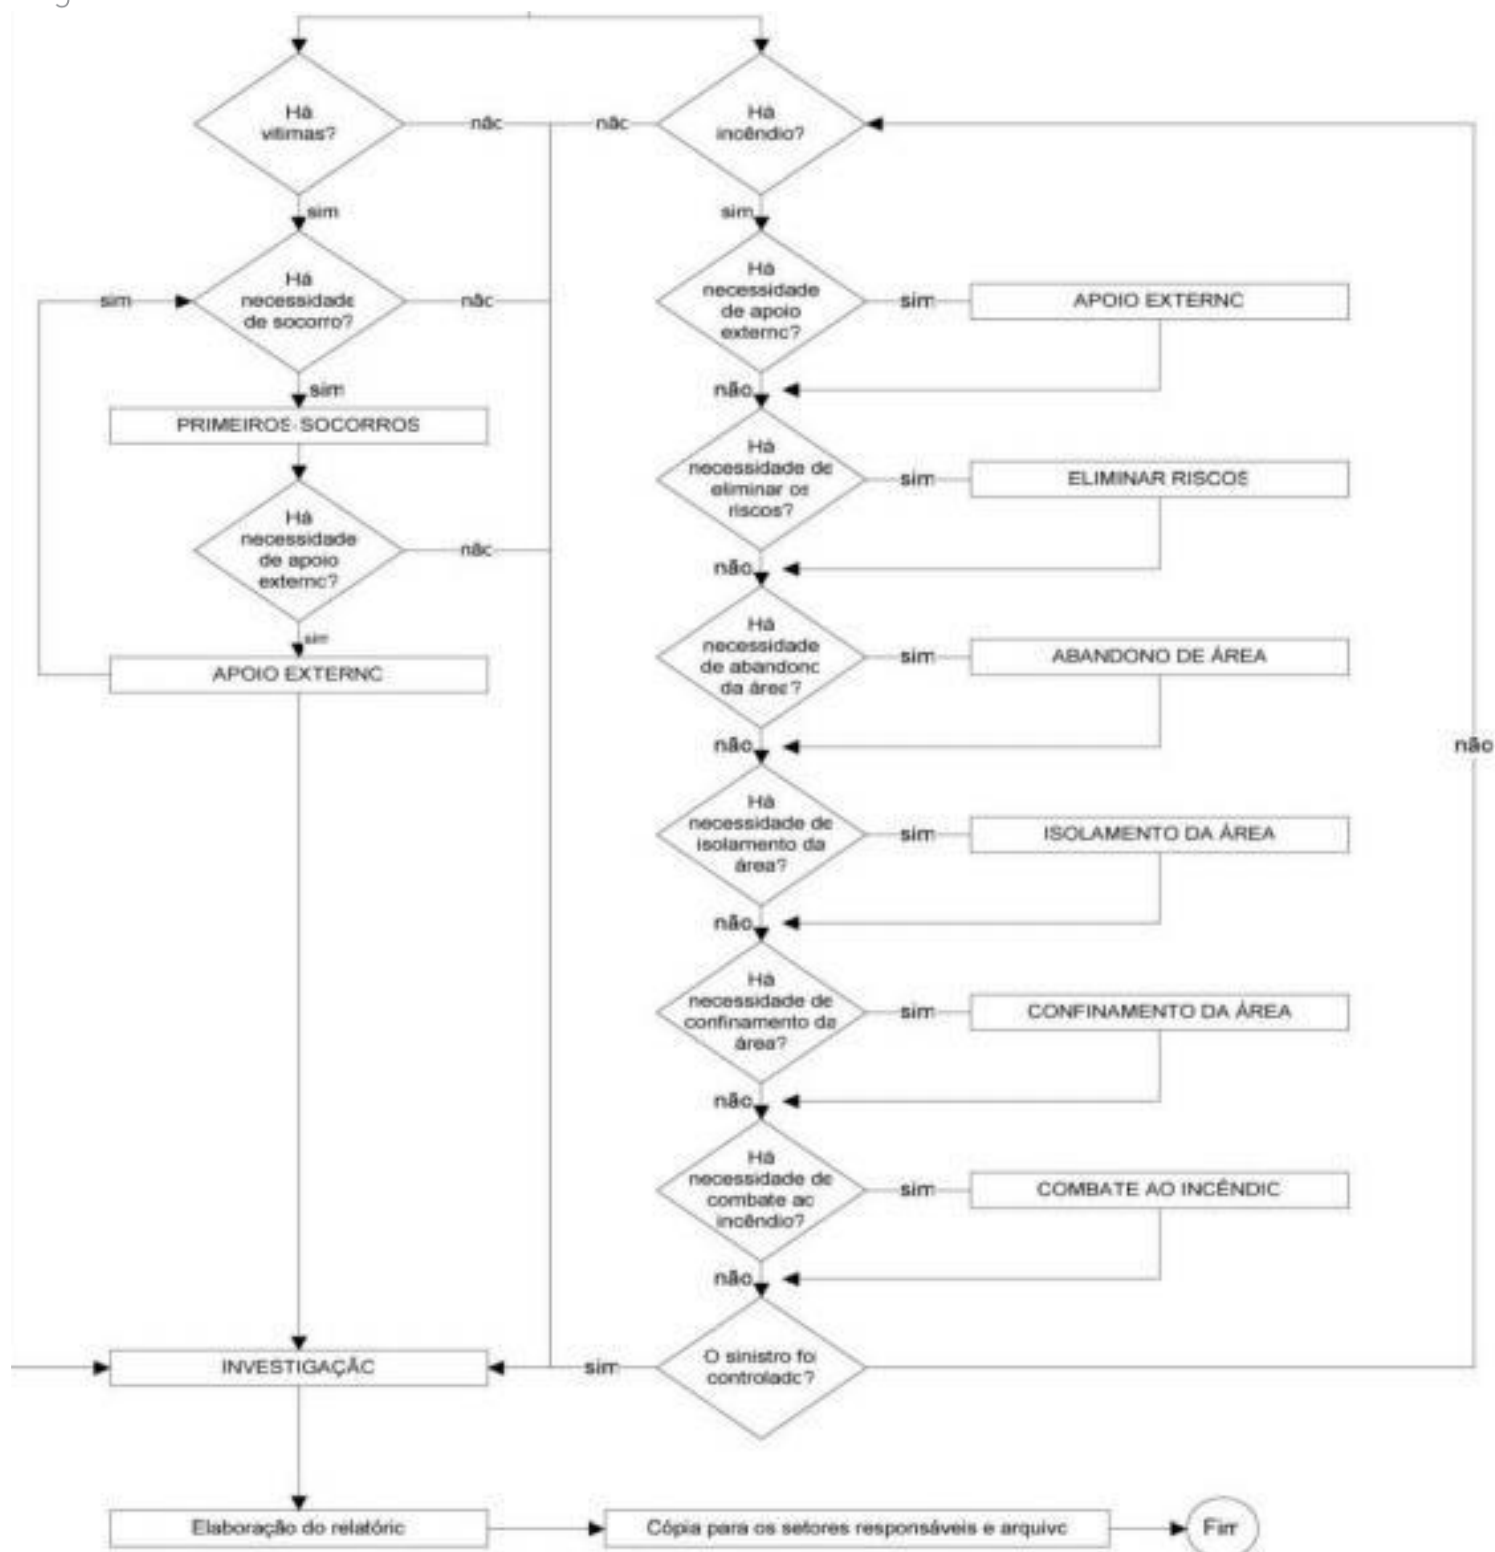 Há
vítimas?
não
não
Há
incêndio?
sim
sim
Há
necessidade
de socorro?
sim
não
Há
necessidade
de apoio
externo?
sim
APOIO EXTERNO
sim
não
PRIMEIROS-SOCORROS
Há
necessidade de
eliminar os
riscos?
sim
ELIMINAR RISCOS
Há
necessidade
de apoio
externo?
não
não
sim
APOIO EXTERNO
Há
necessidade
de abandono
da área?
sim
ABANDONO DE ÁREA
não
não
Há
necessidade de
isolamento da
área?
sim
ISOLAMENTO DA ÁREA
não
Há
necessidade de
confinamento da
área?
sim
CONFINAMENTO DA ÁREA
não
Há
necessidade de
combate ao
incêndio?
sim
COMBATE AO INCÊNDIO
não
O sinistro foi
controlado?
sim
INVESTIGAÇÃO
Elaboração do relatório
Cópia para os setores responsáveis e arquivo
Fim